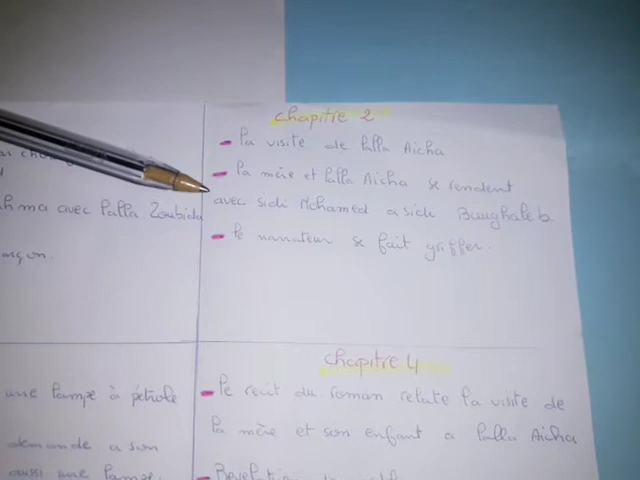 chapitre 2
- la visite de lalla Aicha
- la mère et lalla Aicha se rendent
avec sidi Mohamed a sidi Boughaleb
- le narrateur se fait griffer.
ma avec lalla Zoubida
chapitre 4
- le recit du roman relate la visite de
la mère et son enfant a lalla Aicha
une lampe à pétrole
demande a son
aussi une lampe